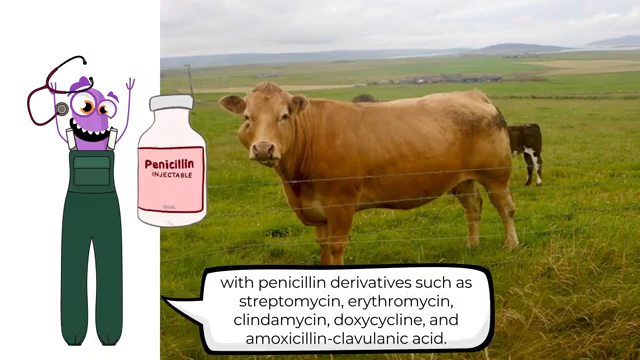 Penicillin
INJECTABLE
with penicillin derivatives such as
streptomycin, erythromycin,
clindamycin, doxycycline, and
amoxicillin-clavulanic acid.